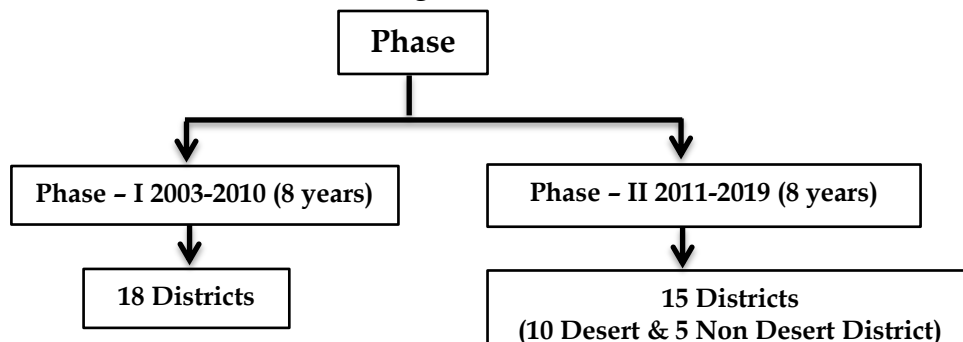 Phase
Phase – I 2003-2010 (8 years)
Phase – II 2011-2019 (8 years)
18 Districts
15 Districts
(10 Desert & 5 Non Desert District)